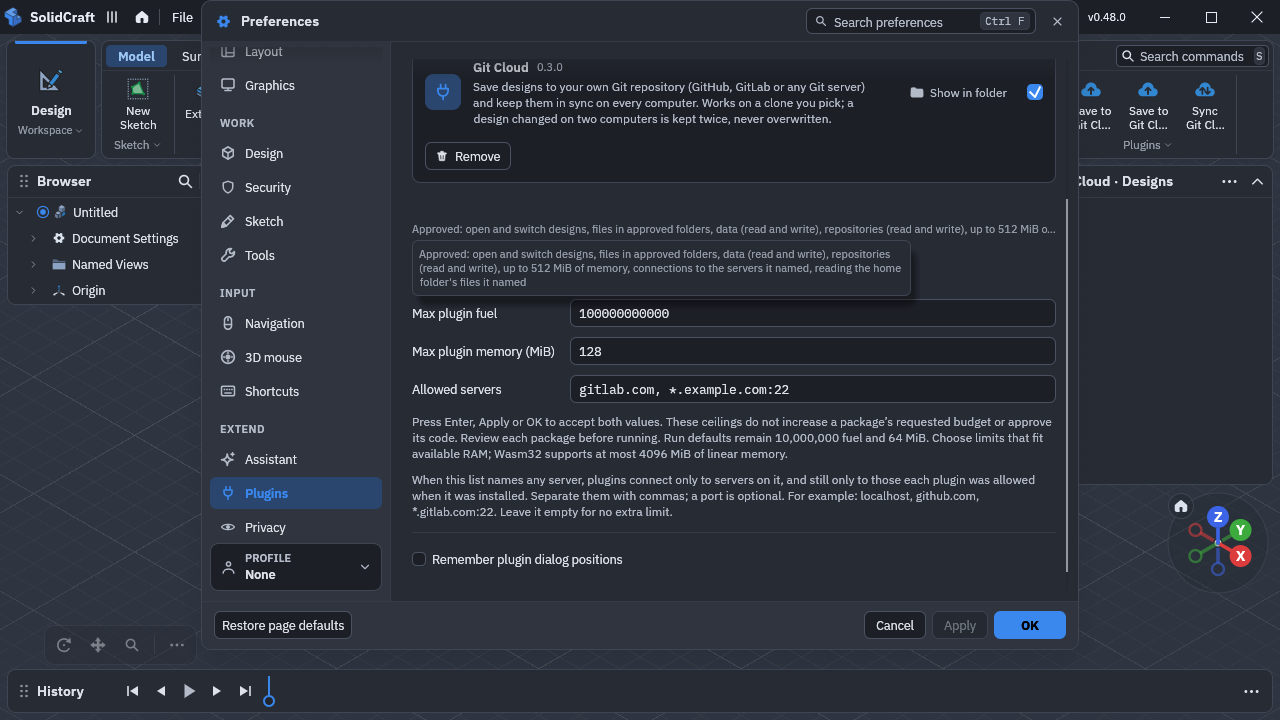 SolidCraft
File
Preferences
Search preferences
Ctrl F
v0.48.0
Design
Workspace
Model
New
Sketch
Sketch
Search commands
S
Save to
Git Cl...
Sync
Git Cl...
Plugins
Browser
Untitled
Document Settings
Named Views
Origin
Cloud · Designs
Layout
Graphics
WORK
Design
Security
Sketch
Tools
INPUT
Navigation
3D mouse
Shortcuts
EXTEND
Assistant
Plugins
Privacy
PROFILE
None
Git Cloud 0.3.0
Save designs to your own Git repository (GitHub, GitLab or any Git server)
and keep them in sync on every computer. Works on a clone you pick; a
design changed on two computers is kept twice, never overwritten.
Show in folder
Remove
Approved: open and switch designs, files in approved folders, data (read and write), repositories (read and write), up to 512 MiB o...
Approved: open and switch designs, files in approved folders, data (read and write), repositories
(read and write), up to 512 MiB of memory, connections to the servers it named, reading the home
folder's files it named
Max plugin fuel
100000000000
Max plugin memory (MiB)
128
Allowed servers
gitlab.com, *.example.com:22
Press Enter, Apply or OK to accept both values. These ceilings do not increase a package's requested budget or approve
its code. Review each package before running. Run defaults remain 10,000,000 fuel and 64 MiB. Choose limits that fit
available RAM; Wasm32 supports at most 4096 MiB of linear memory.
When this list names any server, plugins connect only to servers on it, and still only to those each plugin was allowed
when it was installed. Separate them with commas; a port is optional. For example: localhost, github.com,
*.gitlab.com:22. Leave it empty for no extra limit.
Remember plugin dialog positions
Restore page defaults
Cancel
Apply
OK
Z
Y
X
History